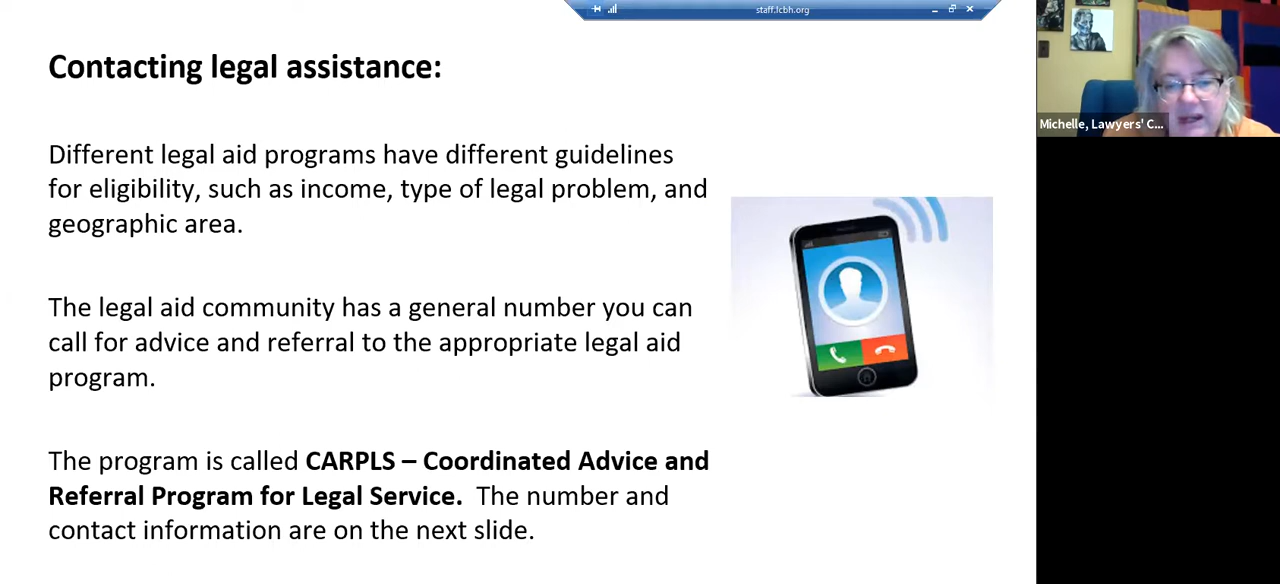 staff.lcbh.org
Contacting legal assistance:
Different legal aid programs have different guidelines
for eligibility, such as income, type of legal problem, and
geographic area.
The legal aid community has a general number you can
call for advice and referral to the appropriate legal aid
program.
The program is called CARPLS – Coordinated Advice and
Referral Program for Legal Service. The number and
contact information are on the next slide.
Michelle, Lawyers' C...